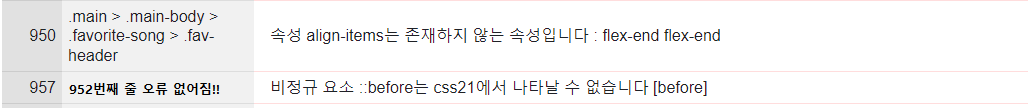 950
.main > .main-body >
.favorite-song > .fav-
header
속성 align-items는 존재하지 않는 속성입니다 : flex-end flex-end
957
952번째 줄 오류 없어짐!!
비정규 요소 ::before는 css21에서 나타날 수 없습니다 [before]